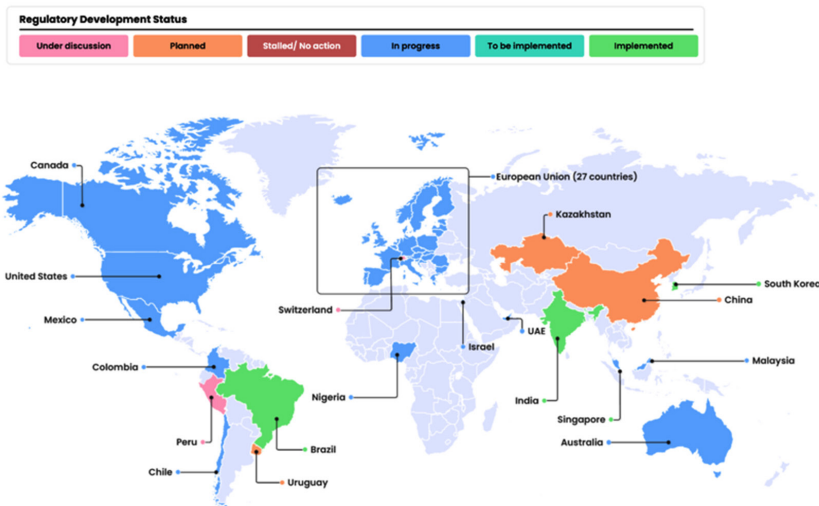 Regulatory Development Status
Under discussion
Planned
Stalled/ No action
In progress
To be implemented
Implemented
Canada
European Union (27 countries)
Kazakhstan
United States
South Korea
China
Switzerland
Mexico
UAE
Israel
Colombia
Malaysia
Nigeria
India
Singapore
Peru
Brazil
Australia
Chile
Uruguay